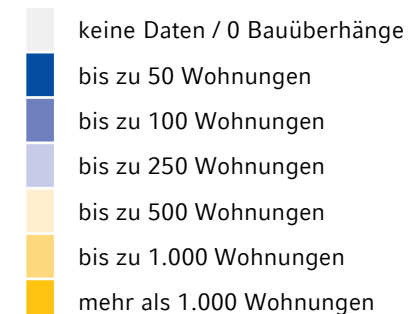 keine Daten / 0 Bauüberhänge
bis zu 50 Wohnungen
bis zu 100 Wohnungen
bis zu 250 Wohnungen
bis zu 500 Wohnungen
bis zu 1.000 Wohnungen
mehr als 1.000 Wohnungen